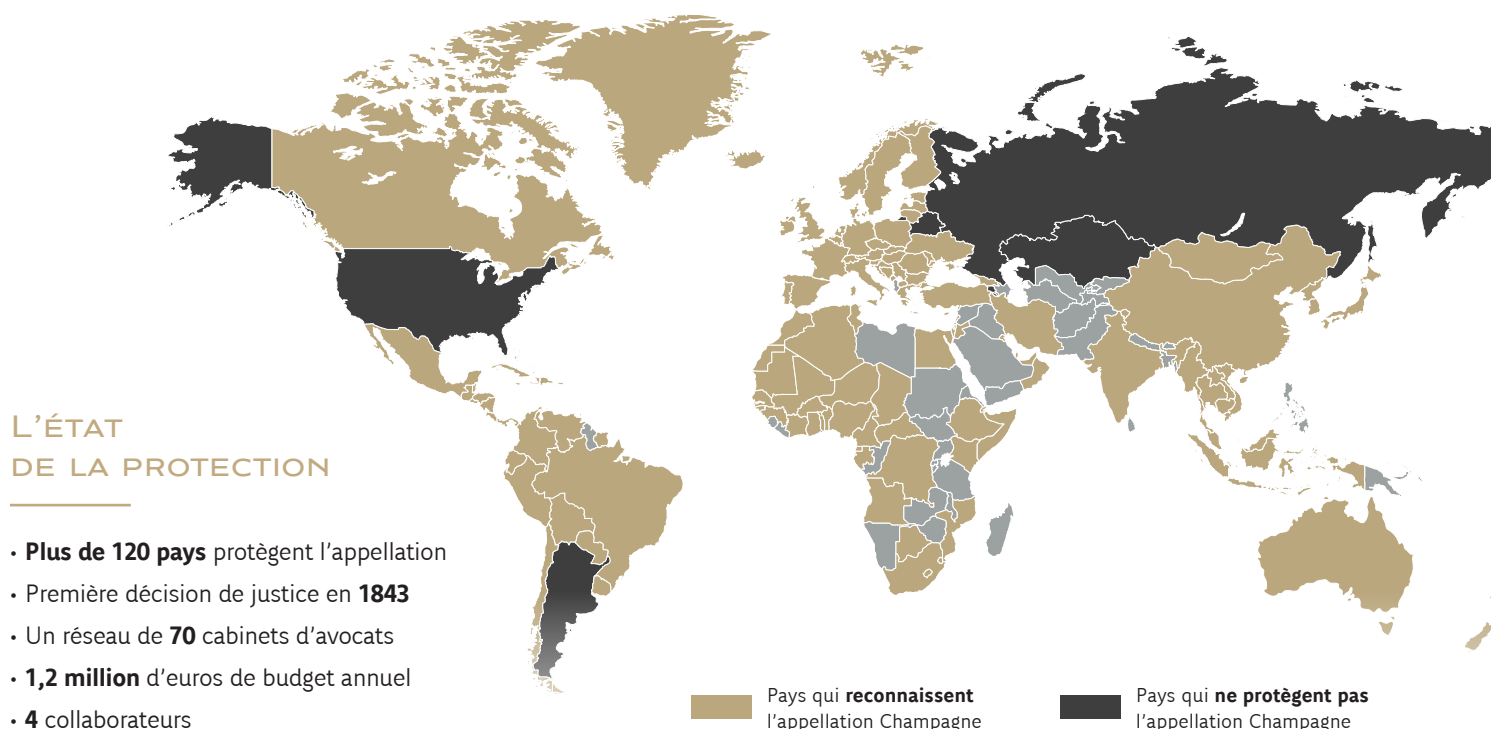 L'ÉTAT
DE LA PROTECTION
• Plus de 120 pays protègent l'appellation
• Première décision de justice en 1843
• Un réseau de 70 cabinets d'avocats
• 1,2 million d'euros de budget annuel
• 4 collaborateurs
Pays qui reconnaissent
l'appellation Champagne
Pays qui ne protègent pas
l'appellation Champagne